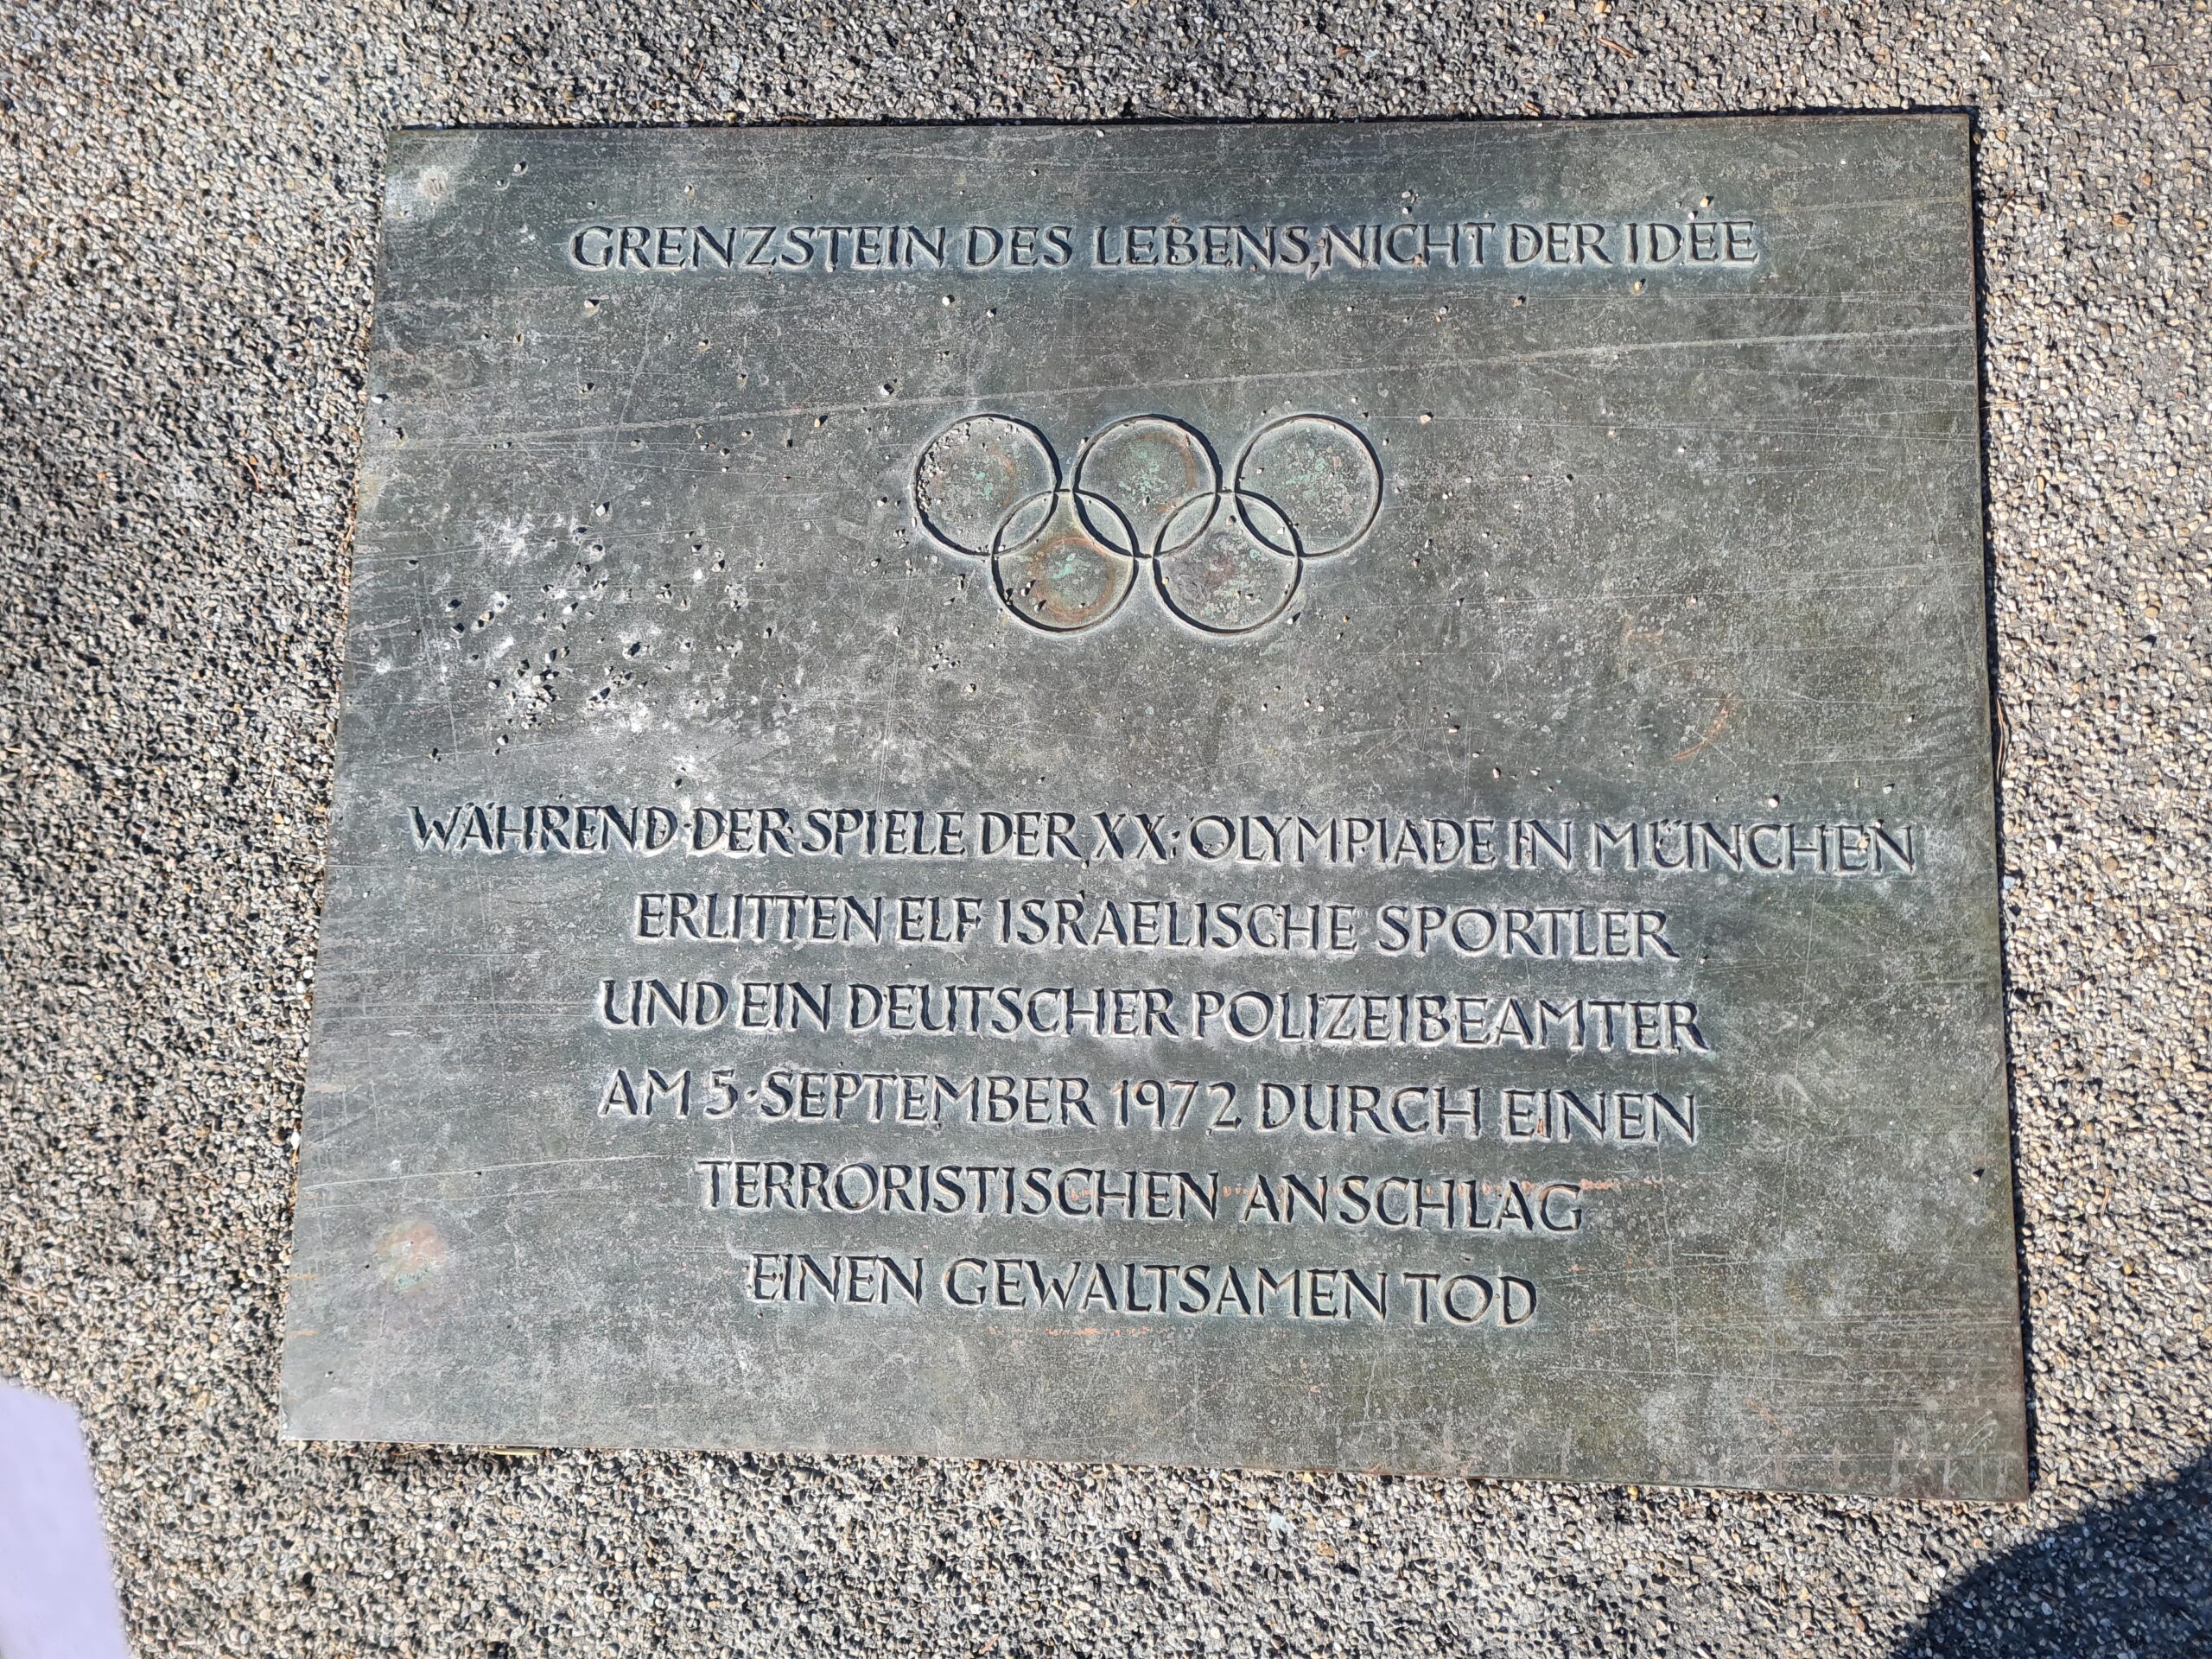 GRENZSTEIN DES LEBENS, NICHT DER IDEE
WÄHREND DER SPIELE DER XX. OLYMPIADE IN MÜNCHEN
ERLITTEN ELF ISRAELISCHE SPORTLER
UND EIN DEUTSCHER POLIZEIBEAMTER
AM 5. SEPTEMBER 1972 DURCH EINEN
TERRORISTISCHEN ANSCHLAG
EINEN GEWALTSAMEN TOD